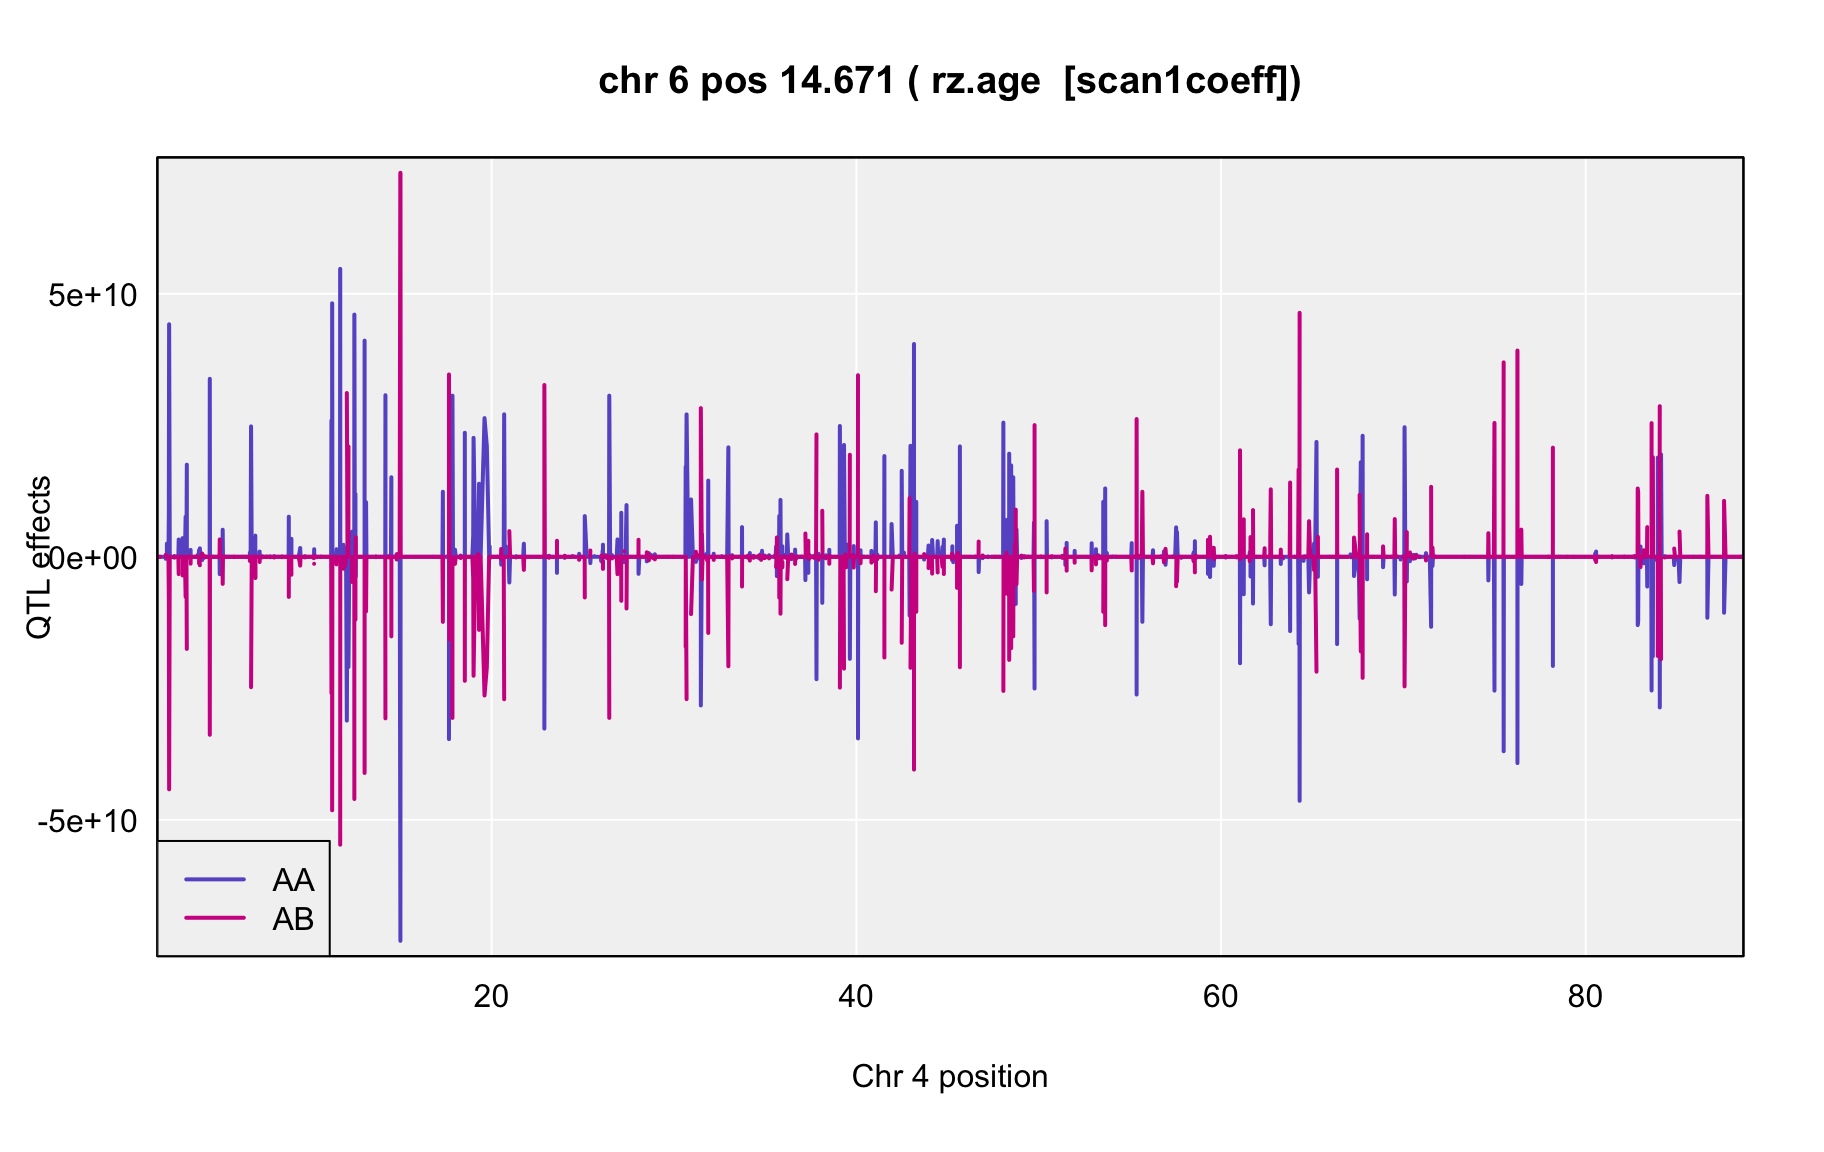 chr 6 pos 14.671 ( rz.age  [scan1coeff])
QTL effects
5e+10
0e+00
-5e+10
AA
AB
20
40
60
80
Chr 4 position